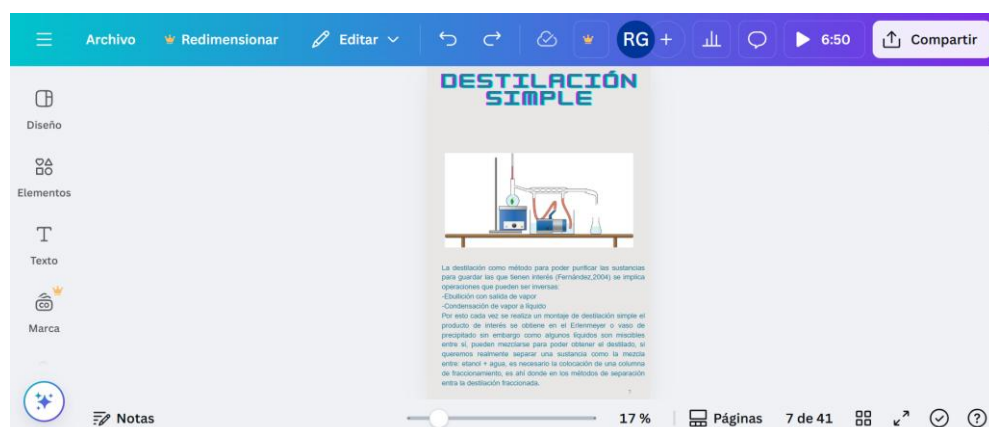 Archivo
Redimensionar
Editar
RG
+
6:50
Compartir
Diseño
Elementos
Texto
CO
Marca
DESTILACIÓN
SIMPLE
La destilación como método para poder purificar las sustancias
para guardar las que tienen interés (Fernández,2004) se implica
operaciones que pueden ser inversas:
-Ebullición con salida de vapor
-Condensación de vapor a líquido
Por esto cada vez se realiza un montaje de destilación simple el
producto de interés se obtiene en el Erlenmeyer o vaso de
precipitado sin embargo como algunos líquidos son miscibles
entre sí, puedan mezclarse para poder obtener el destilado, si
queremos realmente separar una sustancia como la mezcla
entre: etanol + agua, es necesario la colocación de una columna
de fraccionamiento, es ahí donde en los métodos de separación
entra la destilación fraccionada.
Notas
17 %
Páginas
7 de 41
?